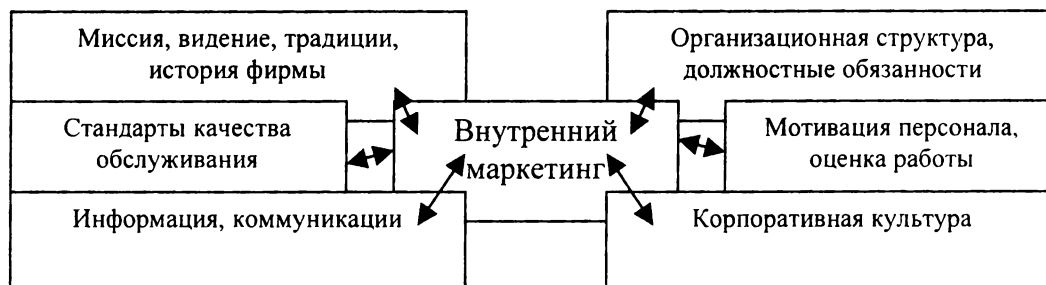 Миссия, видение, традиции,
история фирмы
Организационная структура,
должностные обязанности
Стандарты качества
обслуживания
Внутренний
маркетинг
Мотивация персонала,
оценка работы
Информация, коммуникации
Корпоративная культура